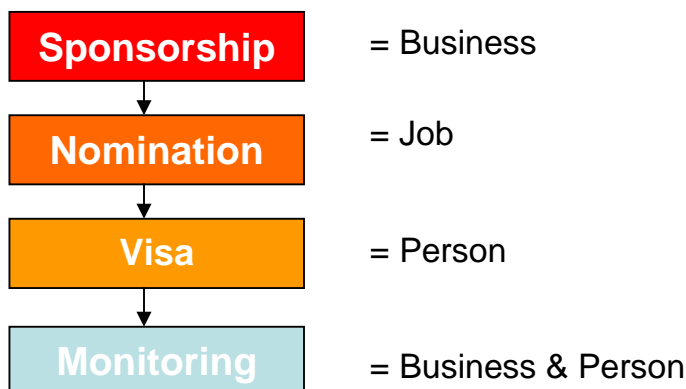 Sponsorship = Business
Nomination = Job
Visa = Person
Monitoring = Business & Person